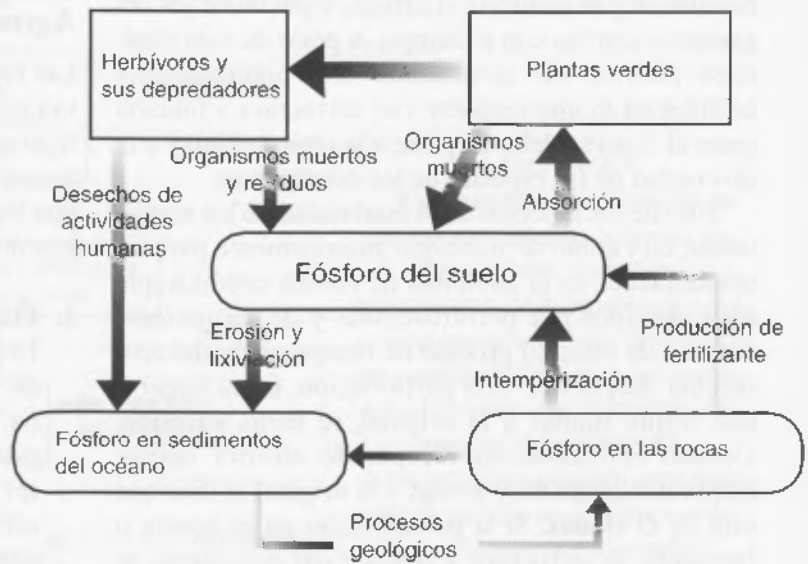 Herbívoros y
sus depredadores
Plantas verdes
Organismos muertos
y residuos
Organismos
muertos
Desechos de
actividades
humanas
Absorción
Fósforo del suelo
Erosión y
lixiviación
Intemperización
Producción de
fertilizante
Fósforo en sedimentos
del océano
Fósforo en las rocas
Procesos
geológicos